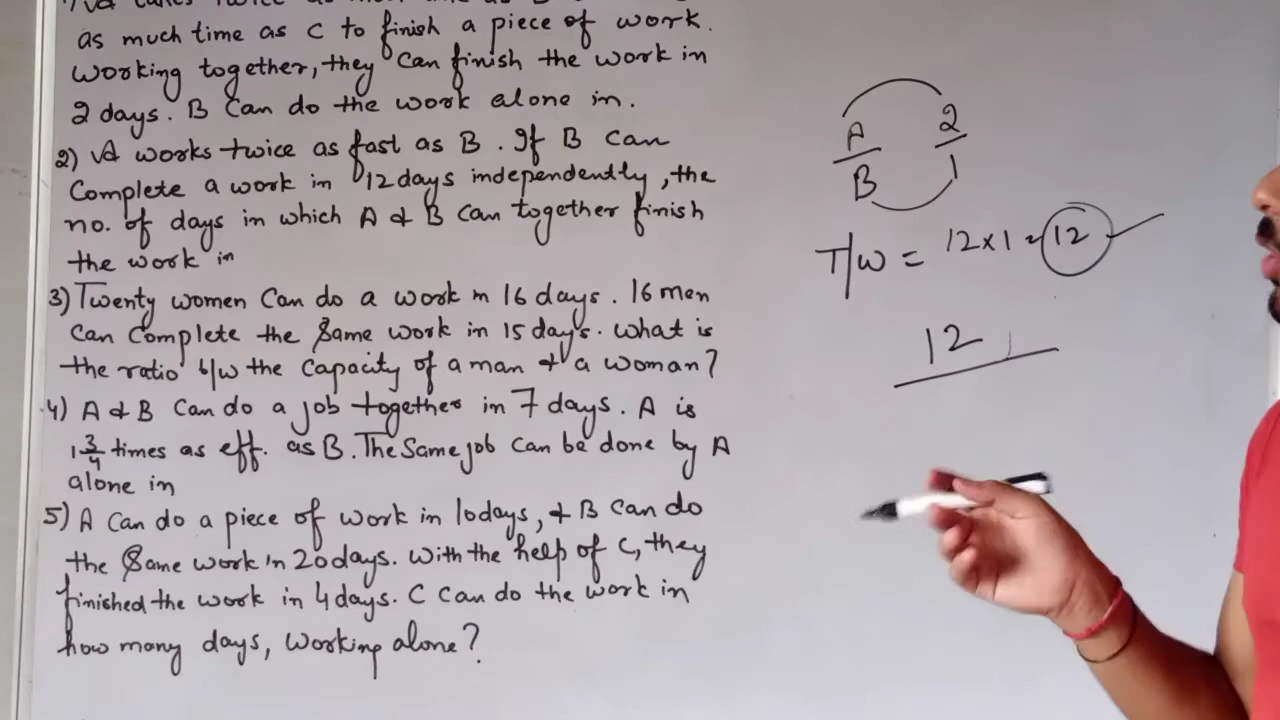 as much time as C to finish a piece of work.
Working together, they can finish the work in
2 days. B Can do the work alone in.
2) A works twice as fast as B. If B can
Complete a work in 12 days independently, the
no. of days in which A & B can together finish
the work in
3) Twenty women Can do a work in 16 days. 16 men
Can Complete the Same work in 15 days. What is
the ratio b/w the Capacity of a man & a woman?
4) A & B Can do a job together in 7 days. A is
1 3/4 times as eff. as B. The Same job can be done by A
alone in
5) A Can do a piece of work in 10 days, & B Can do
the Same work in 20 days. With the help of C, they
finished the work in 4 days. C can do the work in
how many days, working alone?
A 2
B 1
T/W = 12 × 1 = 12
12